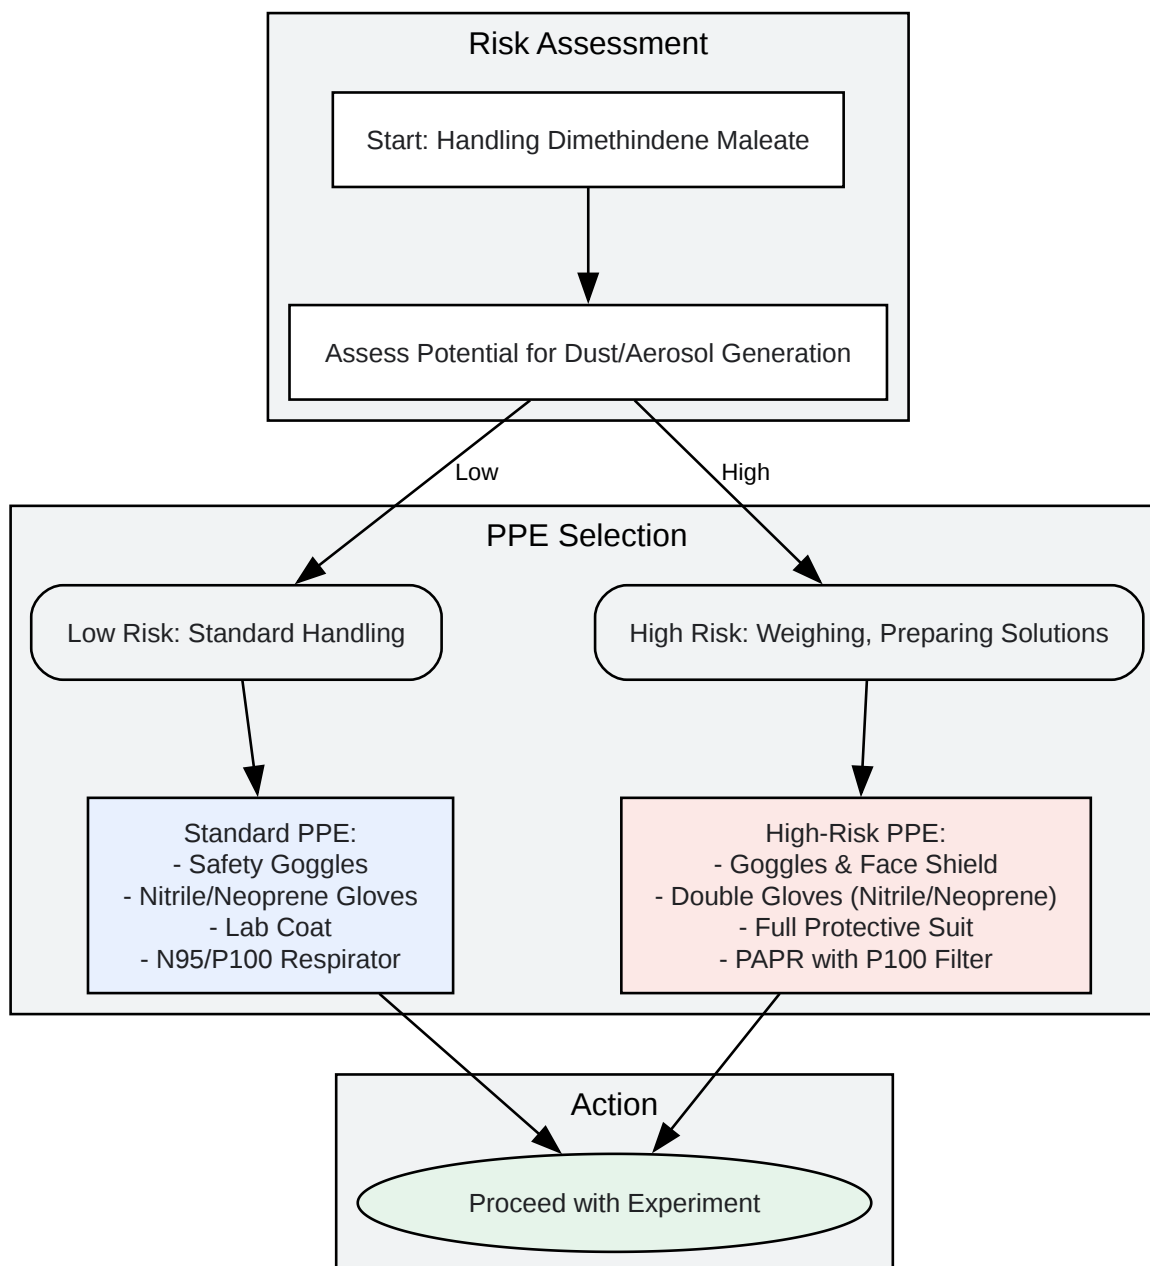 Risk Assessment
Start: Handling Dimethindene Maleate
Assess Potential for Dust/Aerosol Generation
Low
High
PPE Selection
Low Risk: Standard Handling
High Risk: Weighing, Preparing Solutions
Standard PPE:
- Safety Goggles
- Nitrile/Neoprene Gloves
- Lab Coat
- N95/P100 Respirator
High-Risk PPE:
- Goggles & Face Shield
- Double Gloves (Nitrile/Neoprene)
- Full Protective Suit
- PAPR with P100 Filter
Action
Proceed with Experiment